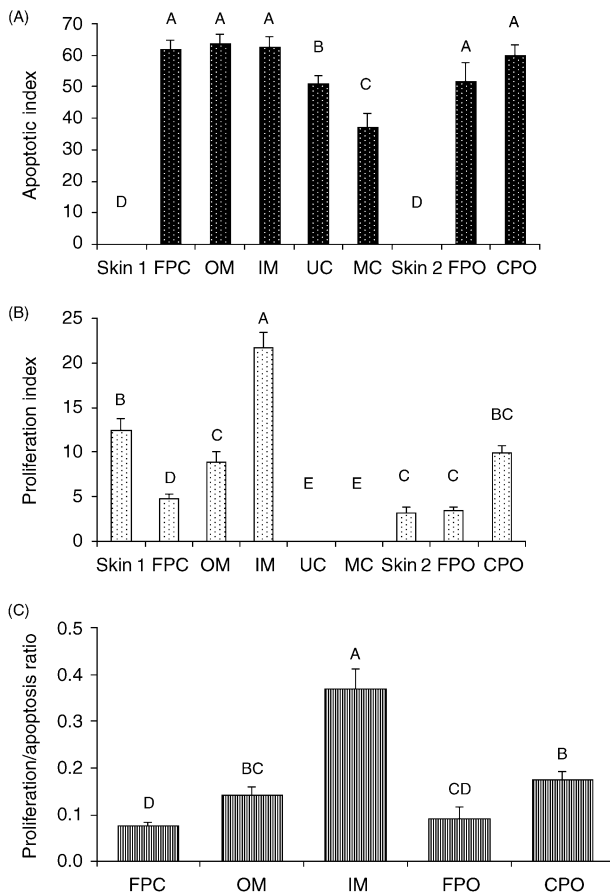 (A)
Apoptotic index
70
60
50
40
30
60
10
0
D A A A B C D A A
Skin 1 FPC OM IM UC MC Skin 2 FPO CPO
(B)
Proliferation index
25
20
15
10
5
0
B D C A E E C C BC
Skin 1 FPC OM IM UC MC Skin 2 FPO CPO
(C)
Proliferation/apoptosis ratio
0.5
0.4
0.3
0.2
0.1
0.0
D BC A CD B
FPC OM IM FPO CPO